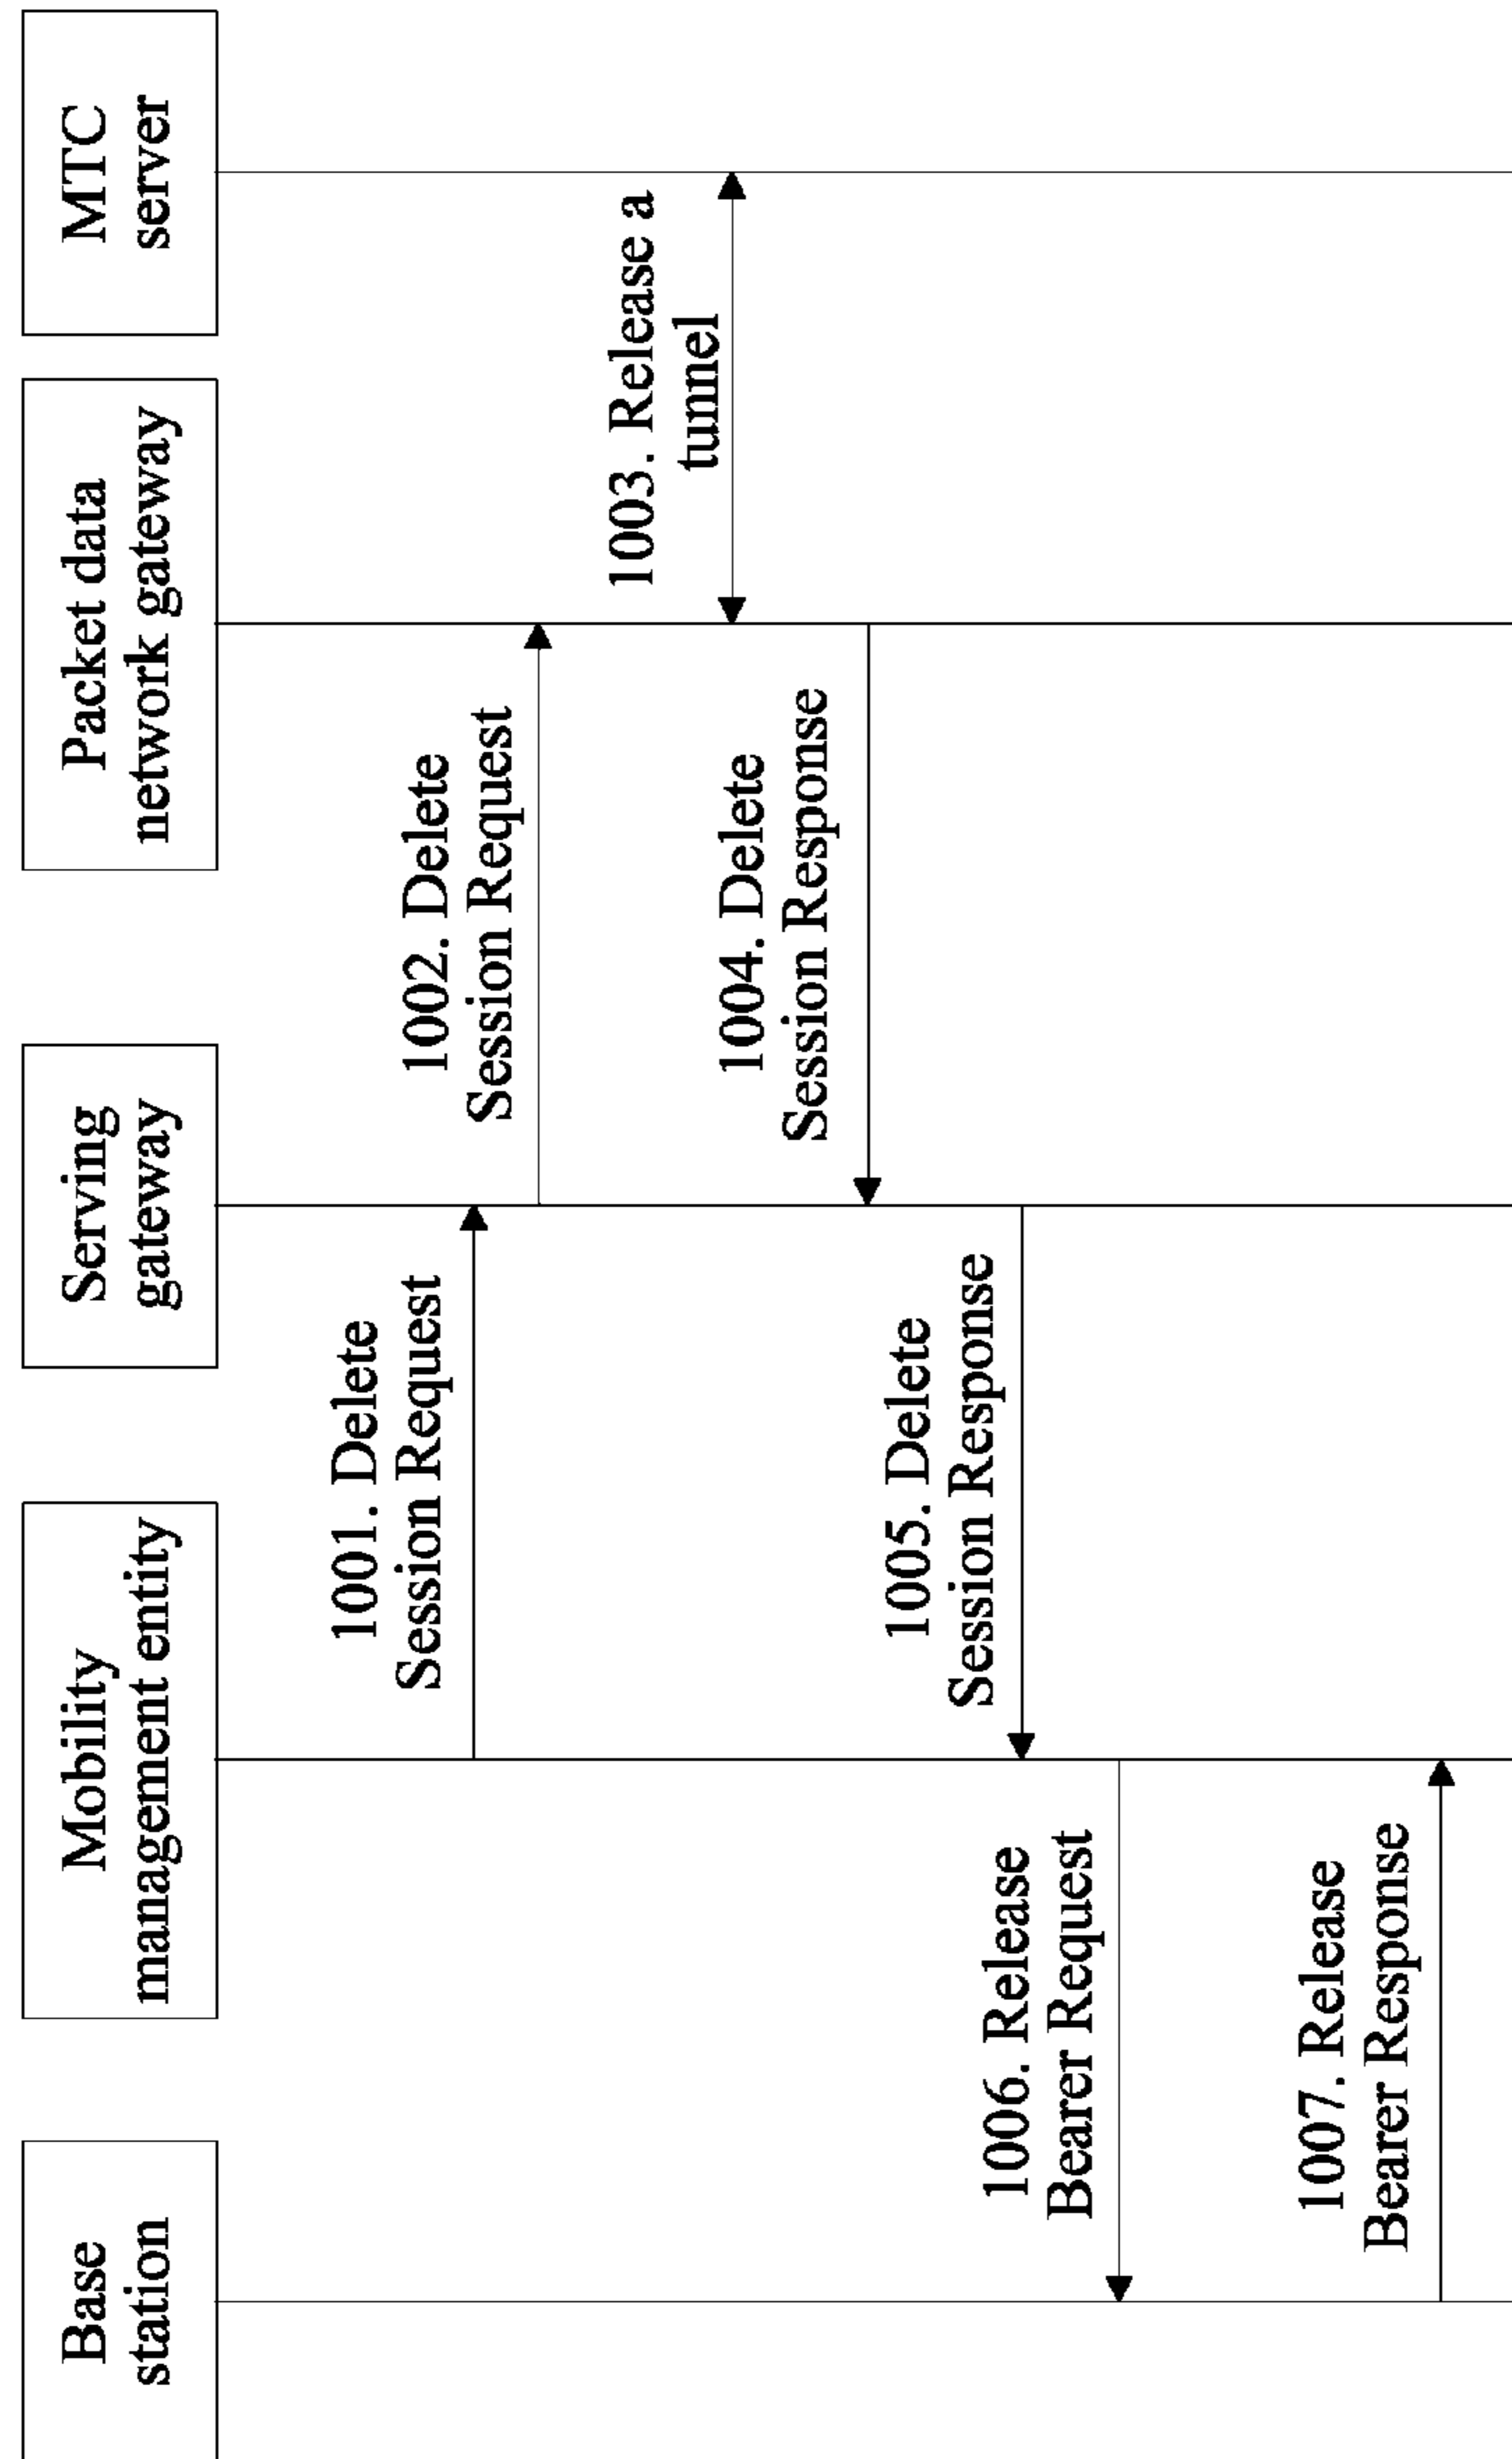 Base
station
Mobility
management entity
Serving
gateway
Packet data
network gateway
MTC
server
1001. Delete
Session Request
1002. Delete
Session Request
1003. Release a
tunnel
1004. Delete
Session Response
1005. Delete
Session Response
1006. Release
Bearer Request
1007. Release
Bearer Response